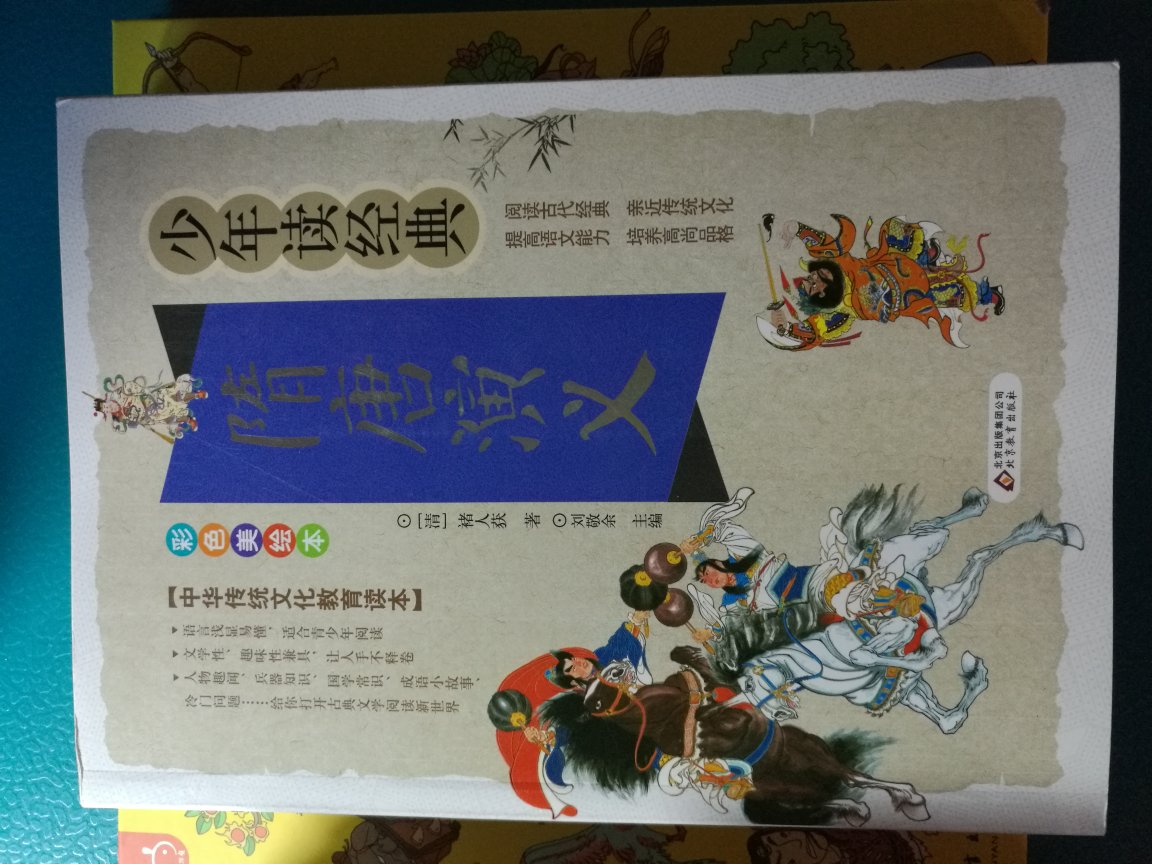 少年读经典
阅读古代经典 亲近传统文化
提高语文能力 培养高尚品格
隋唐演义
⊙[清] 褚人获 著 ⊙刘敬余 主编
彩色美绘本
【中华传统文化教育读本】
▼语言浅显易懂，适合青少年阅读
▼文学性、趣味性兼具，让人手不释卷
▼人物趣闻、兵器知识、国学常识、成语小故事、
冷门问题……给你打开古典文学阅读新世界
北京出版集团公司
北京教育出版社